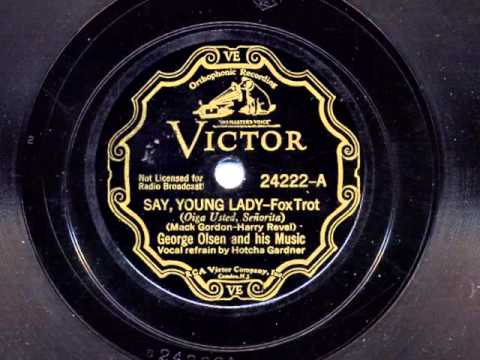 VE
Orthophonic Recording
"HIS MASTER'S VOICE"
VICTOR
Not Licensed for
Radio Broadcast
24222-A
SAY, YOUNG LADY-Fox Trot
(Oiga Usted, Señorita)
(Mack Gordon-Harry Revel)
George Olsen and his Music
Vocal refrain by Hotcha Gardner
RCA Victor Company, Inc.
Camden, N.J.
VE